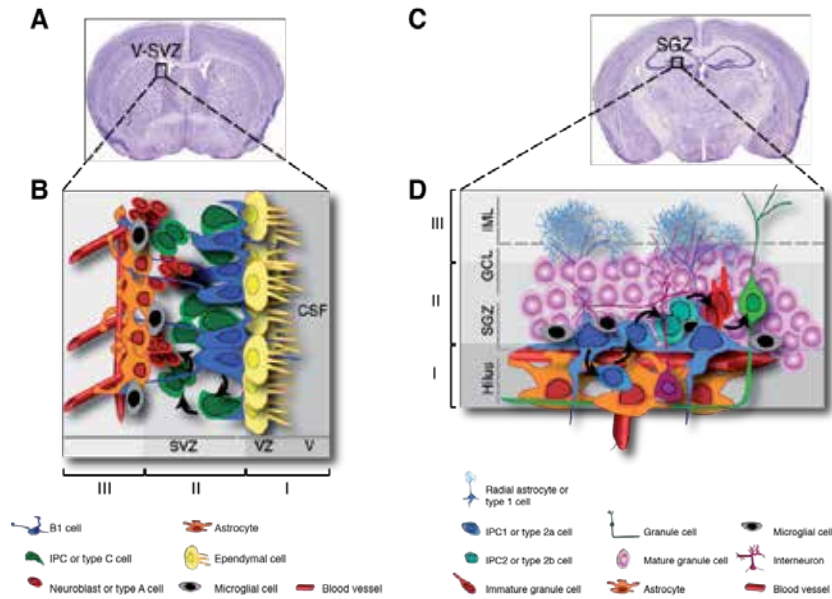 A
V-SVZ
C
SGZ
B
CSF
SVZ
VZ
V
III
II
I
D
III
II
I
IML
GCL
SGZ
Hilus
B1 cell
Astrocyte
IPC or type C cell
Ependymal cell
Neuroblast or type A cell
Microglial cell
Blood vessel
Radial astrocyte or
type 1 cell
IPC1 or type 2a cell
Granule cell
Microglial cell
IPC2 or type 2b cell
Mature granule cell
Interneuron
Immature granule cell
Astrocyte
Blood vessel